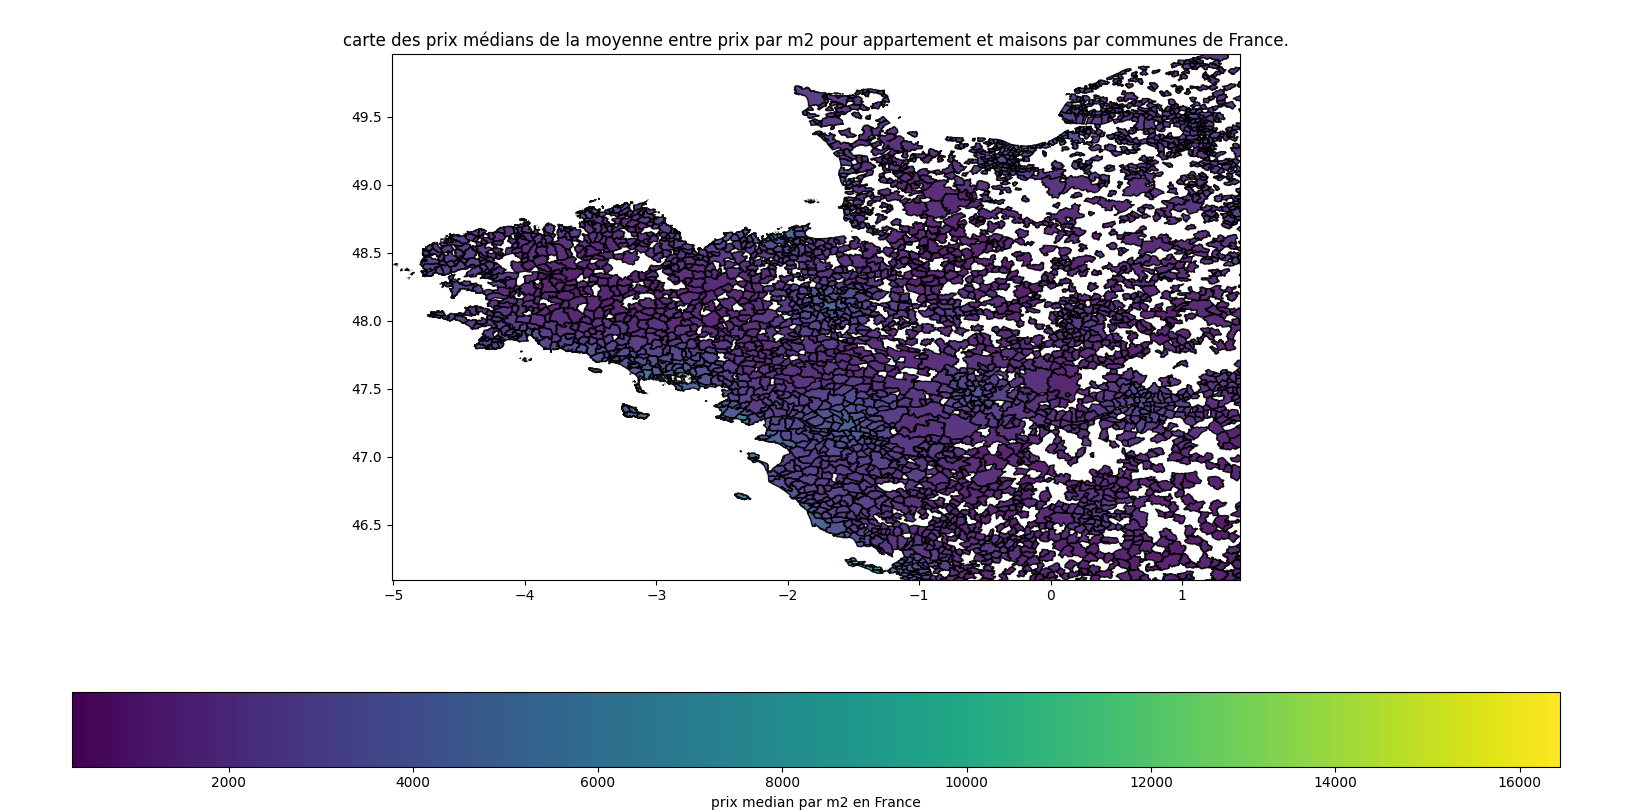 carte des prix médians de la moyenne entre prix par m2 pour appartement et maisons par communes de France.
49.5
49.0
48.5
48.0
47.5
47.0
46.5
−5 −4 −3 −2 −1 0 1
2000 4000 6000 8000 10000 12000 14000 16000
prix median par m2 en France